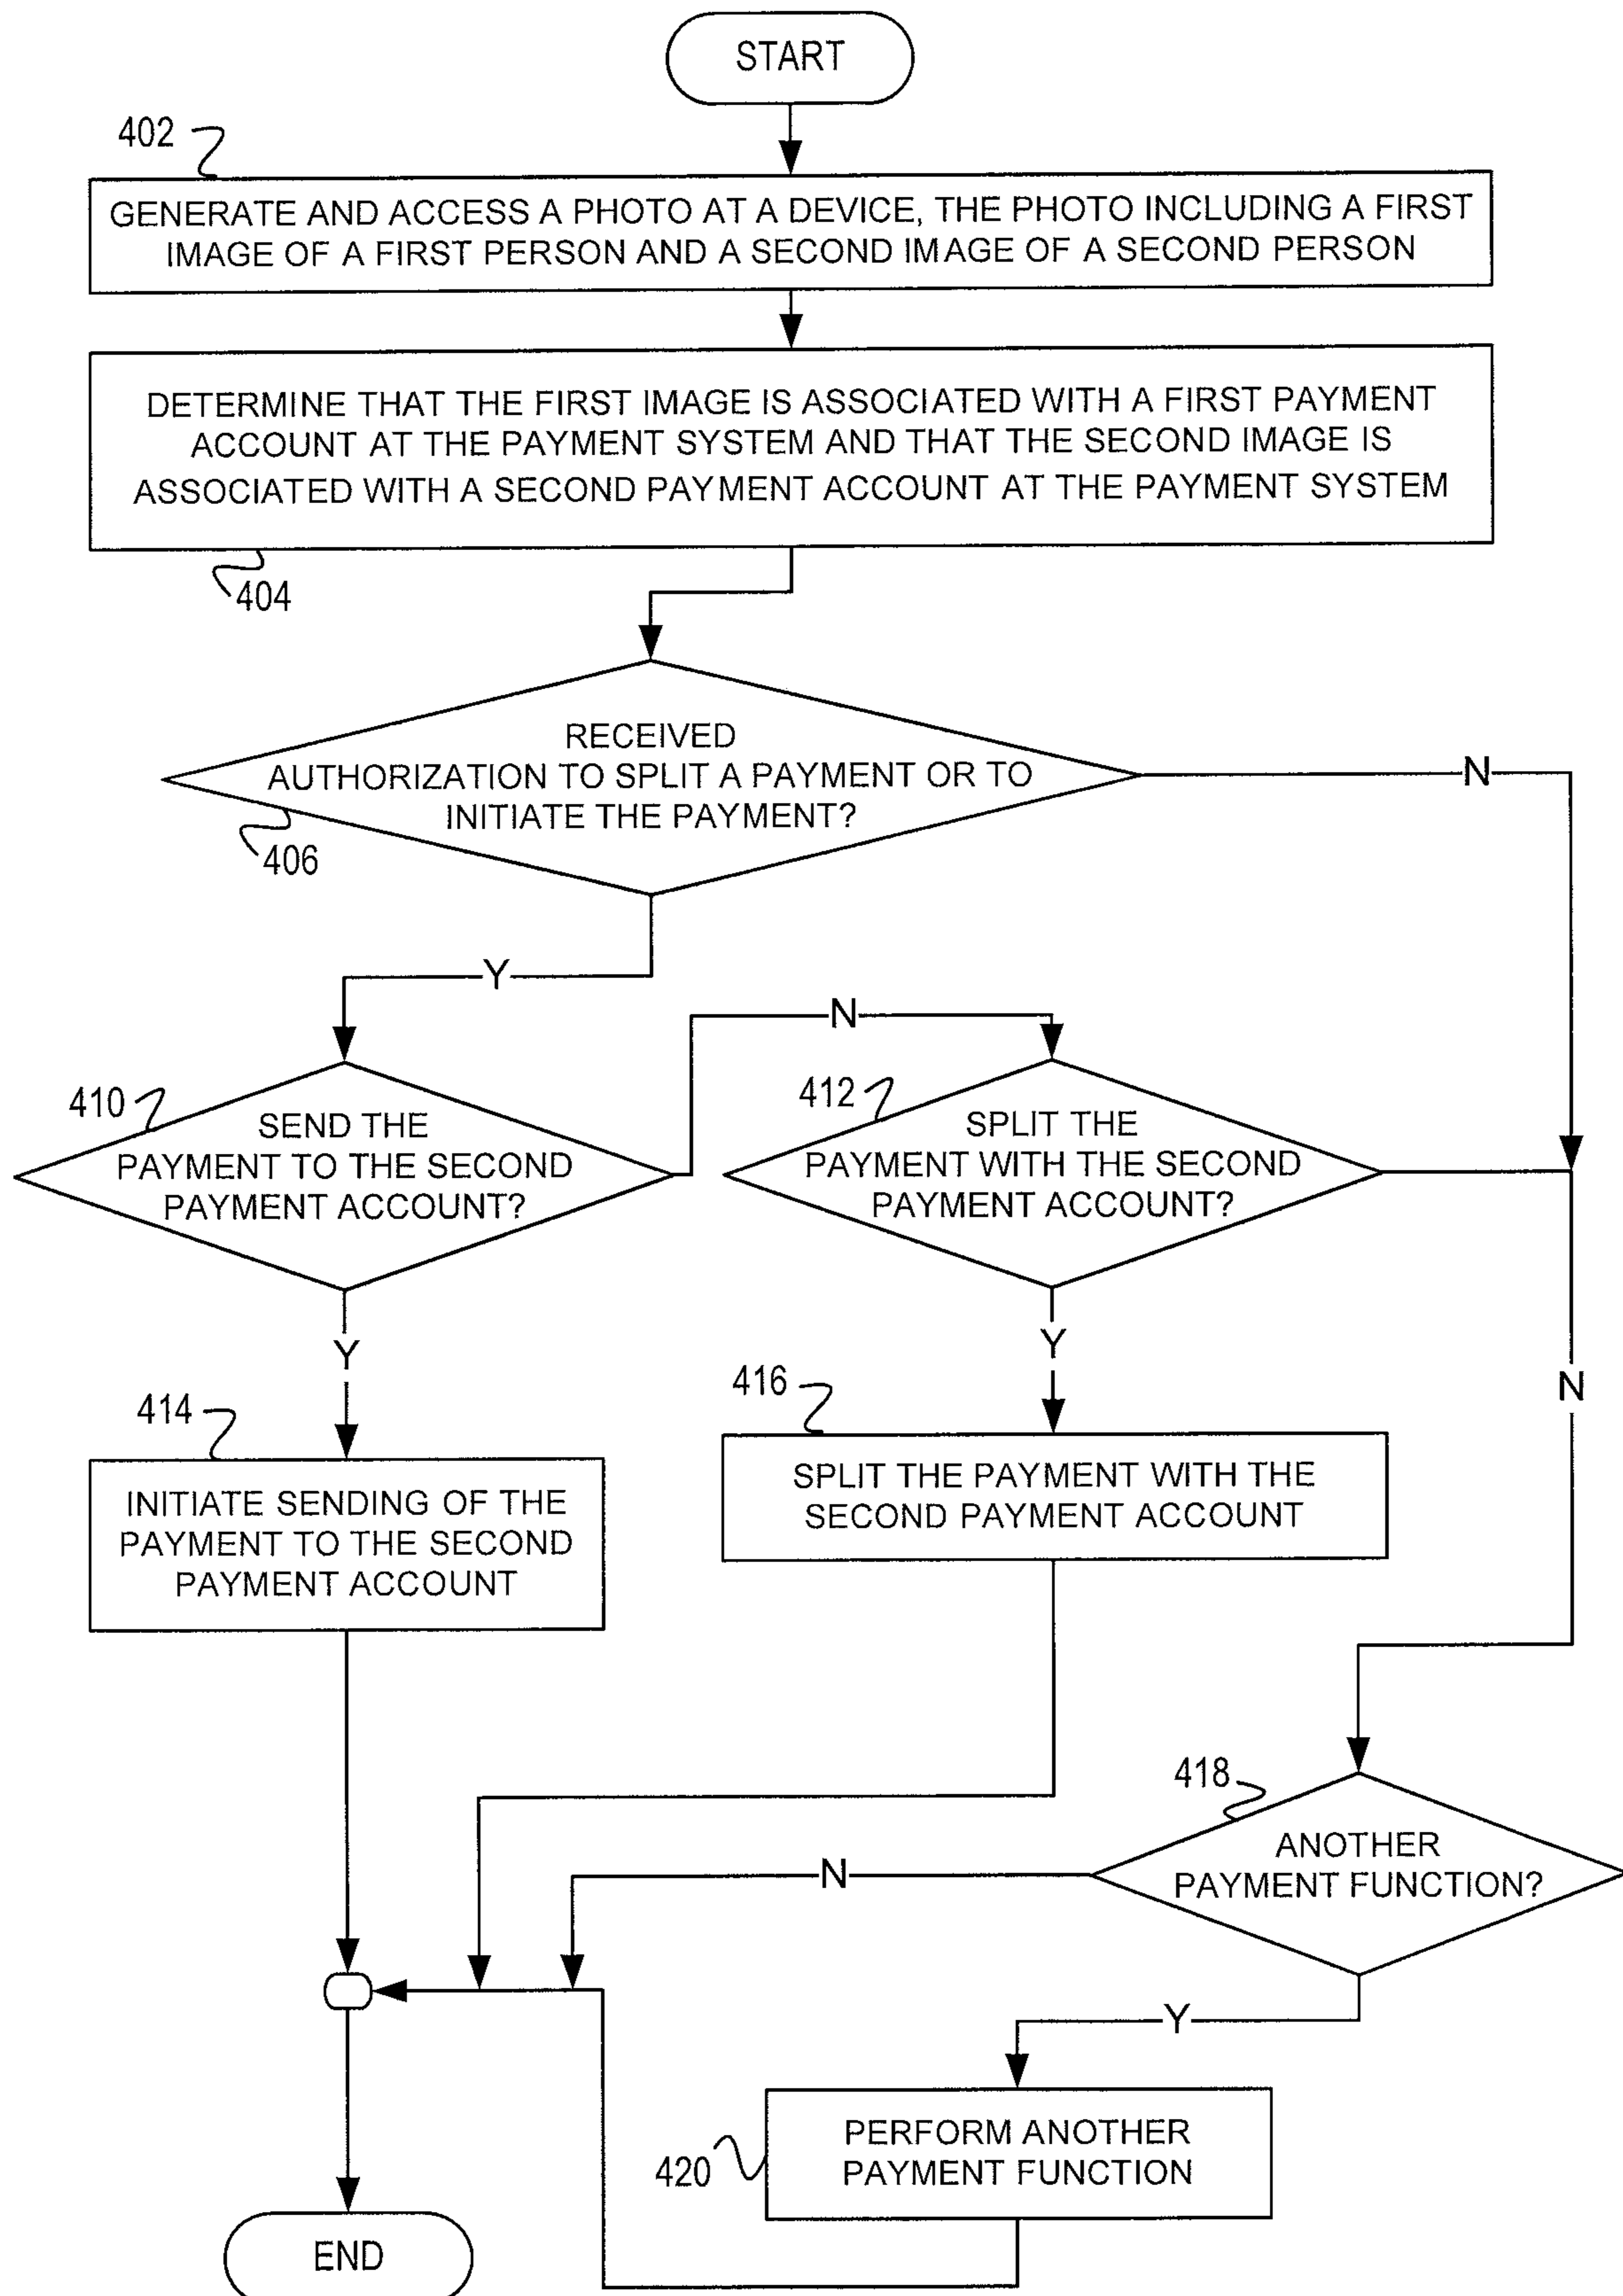 START
402
GENERATE AND ACCESS A PHOTO AT A DEVICE, THE PHOTO INCLUDING A FIRST
IMAGE OF A FIRST PERSON AND A SECOND IMAGE OF A SECOND PERSON
DETERMINE THAT THE FIRST IMAGE IS ASSOCIATED WITH A FIRST PAYMENT
ACCOUNT AT THE PAYMENT SYSTEM AND THAT THE SECOND IMAGE IS
ASSOCIATED WITH A SECOND PAYMENT ACCOUNT AT THE PAYMENT SYSTEM
404
RECEIVED
AUTHORIZATION TO SPLIT A PAYMENT OR TO
INITIATE THE PAYMENT?
406
N
Y
N
410
SEND THE
PAYMENT TO THE SECOND
PAYMENT ACCOUNT?
412
SPLIT THE
PAYMENT WITH THE SECOND
PAYMENT ACCOUNT?
Y
Y
N
414
INITIATE SENDING OF THE
PAYMENT TO THE SECOND
PAYMENT ACCOUNT
416
SPLIT THE PAYMENT WITH THE
SECOND PAYMENT ACCOUNT
418
ANOTHER
PAYMENT FUNCTION?
N
Y
420
PERFORM ANOTHER
PAYMENT FUNCTION
END